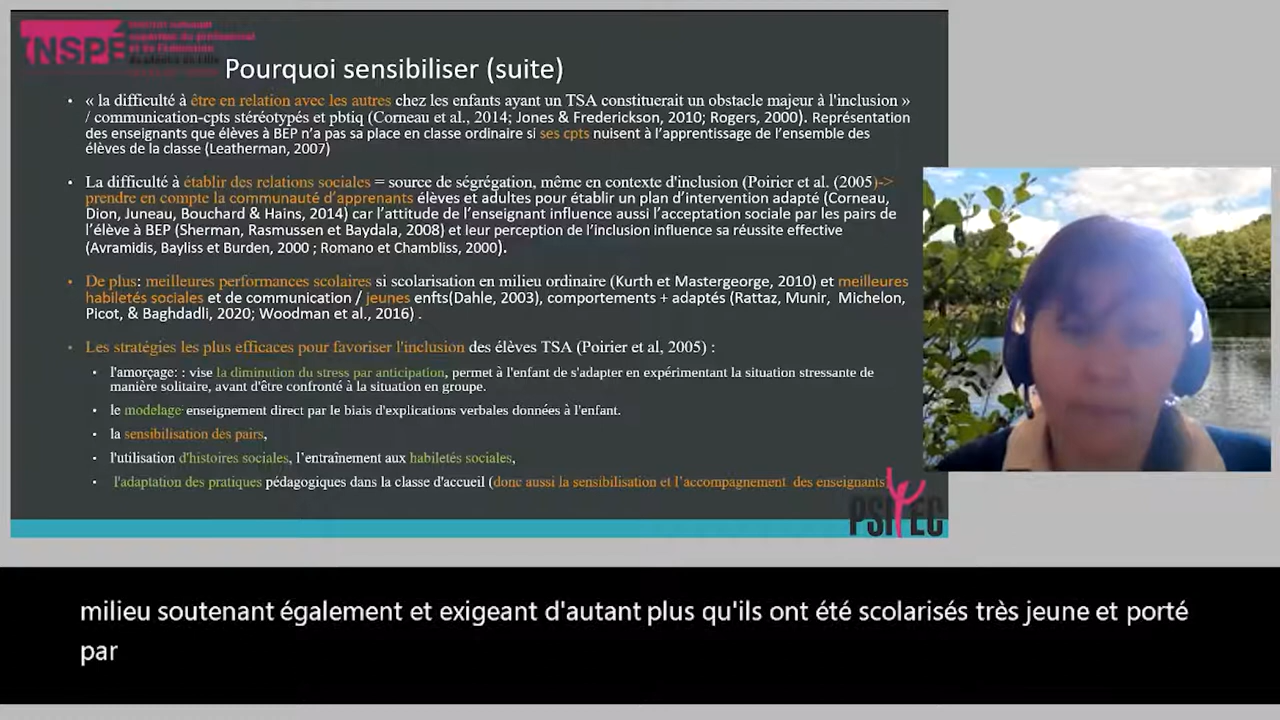 INSPÉ
Institut national
supérieur du professorat
et de l'éducation
Académie de Lille
Pourquoi sensibiliser (suite)
• « la difficulté à être en relation avec les autres chez les enfants ayant un TSA constituerait un obstacle majeur à l'inclusion »
/ communication-cpts stéréotypés et pbtiq (Corneau et al., 2014; Jones & Frederickson, 2010; Rogers, 2000). Représentation
des enseignants que élèves à BEP n'a pas sa place en classe ordinaire si ses cpts nuisent à l'apprentissage de l'ensemble des
élèves de la classe (Leatherman, 2007)
• La difficulté à établir des relations sociales = source de ségrégation, même en contexte d'inclusion (Poirier et al. (2005)->
prendre en compte la communauté d'apprenants élèves et adultes pour établir un plan d'intervention adapté (Corneau,
Dion, Juneau, Bouchard & Hains, 2014) car l'attitude de l'enseignant influence aussi l'acceptation sociale par les pairs de
l'élève à BEP (Sherman, Rasmussen et Baydala, 2008) et leur perception de l'inclusion influence sa réussite effective
(Avramidis, Bayliss et Burden, 2000 ; Romano et Chambliss, 2000).
• De plus: meilleures performances scolaires si scolarisation en milieu ordinaire (Kurth et Mastergeorge, 2010) et meilleures
habiletés sociales et de communication / jeunes enfts(Dahle, 2003), comportements + adaptés (Rattaz, Munir, Michelon,
Picot, & Baghdadli, 2020; Woodman et al., 2016) .
• Les stratégies les plus efficaces pour favoriser l'inclusion des élèves TSA (Poirier et al, 2005) :
• l'amorçage: : vise la diminution du stress par anticipation, permet à l'enfant de s'adapter en expérimentant la situation stressante de
manière solitaire, avant d'être confronté à la situation en groupe.
• le modelage- enseignement direct par le biais d'explications verbales données à l'enfant.
• la sensibilisation des pairs,
• l'utilisation d'histoires sociales, l'entraînement aux habiletés sociales,
• l'adaptation des pratiques pédagogiques dans la classe d'accueil (donc aussi la sensibilisation et l'accompagnement des enseignants
PSITEC
milieu soutenant également et exigeant d'autant plus qu'ils ont été scolarisés très jeune et porté
par